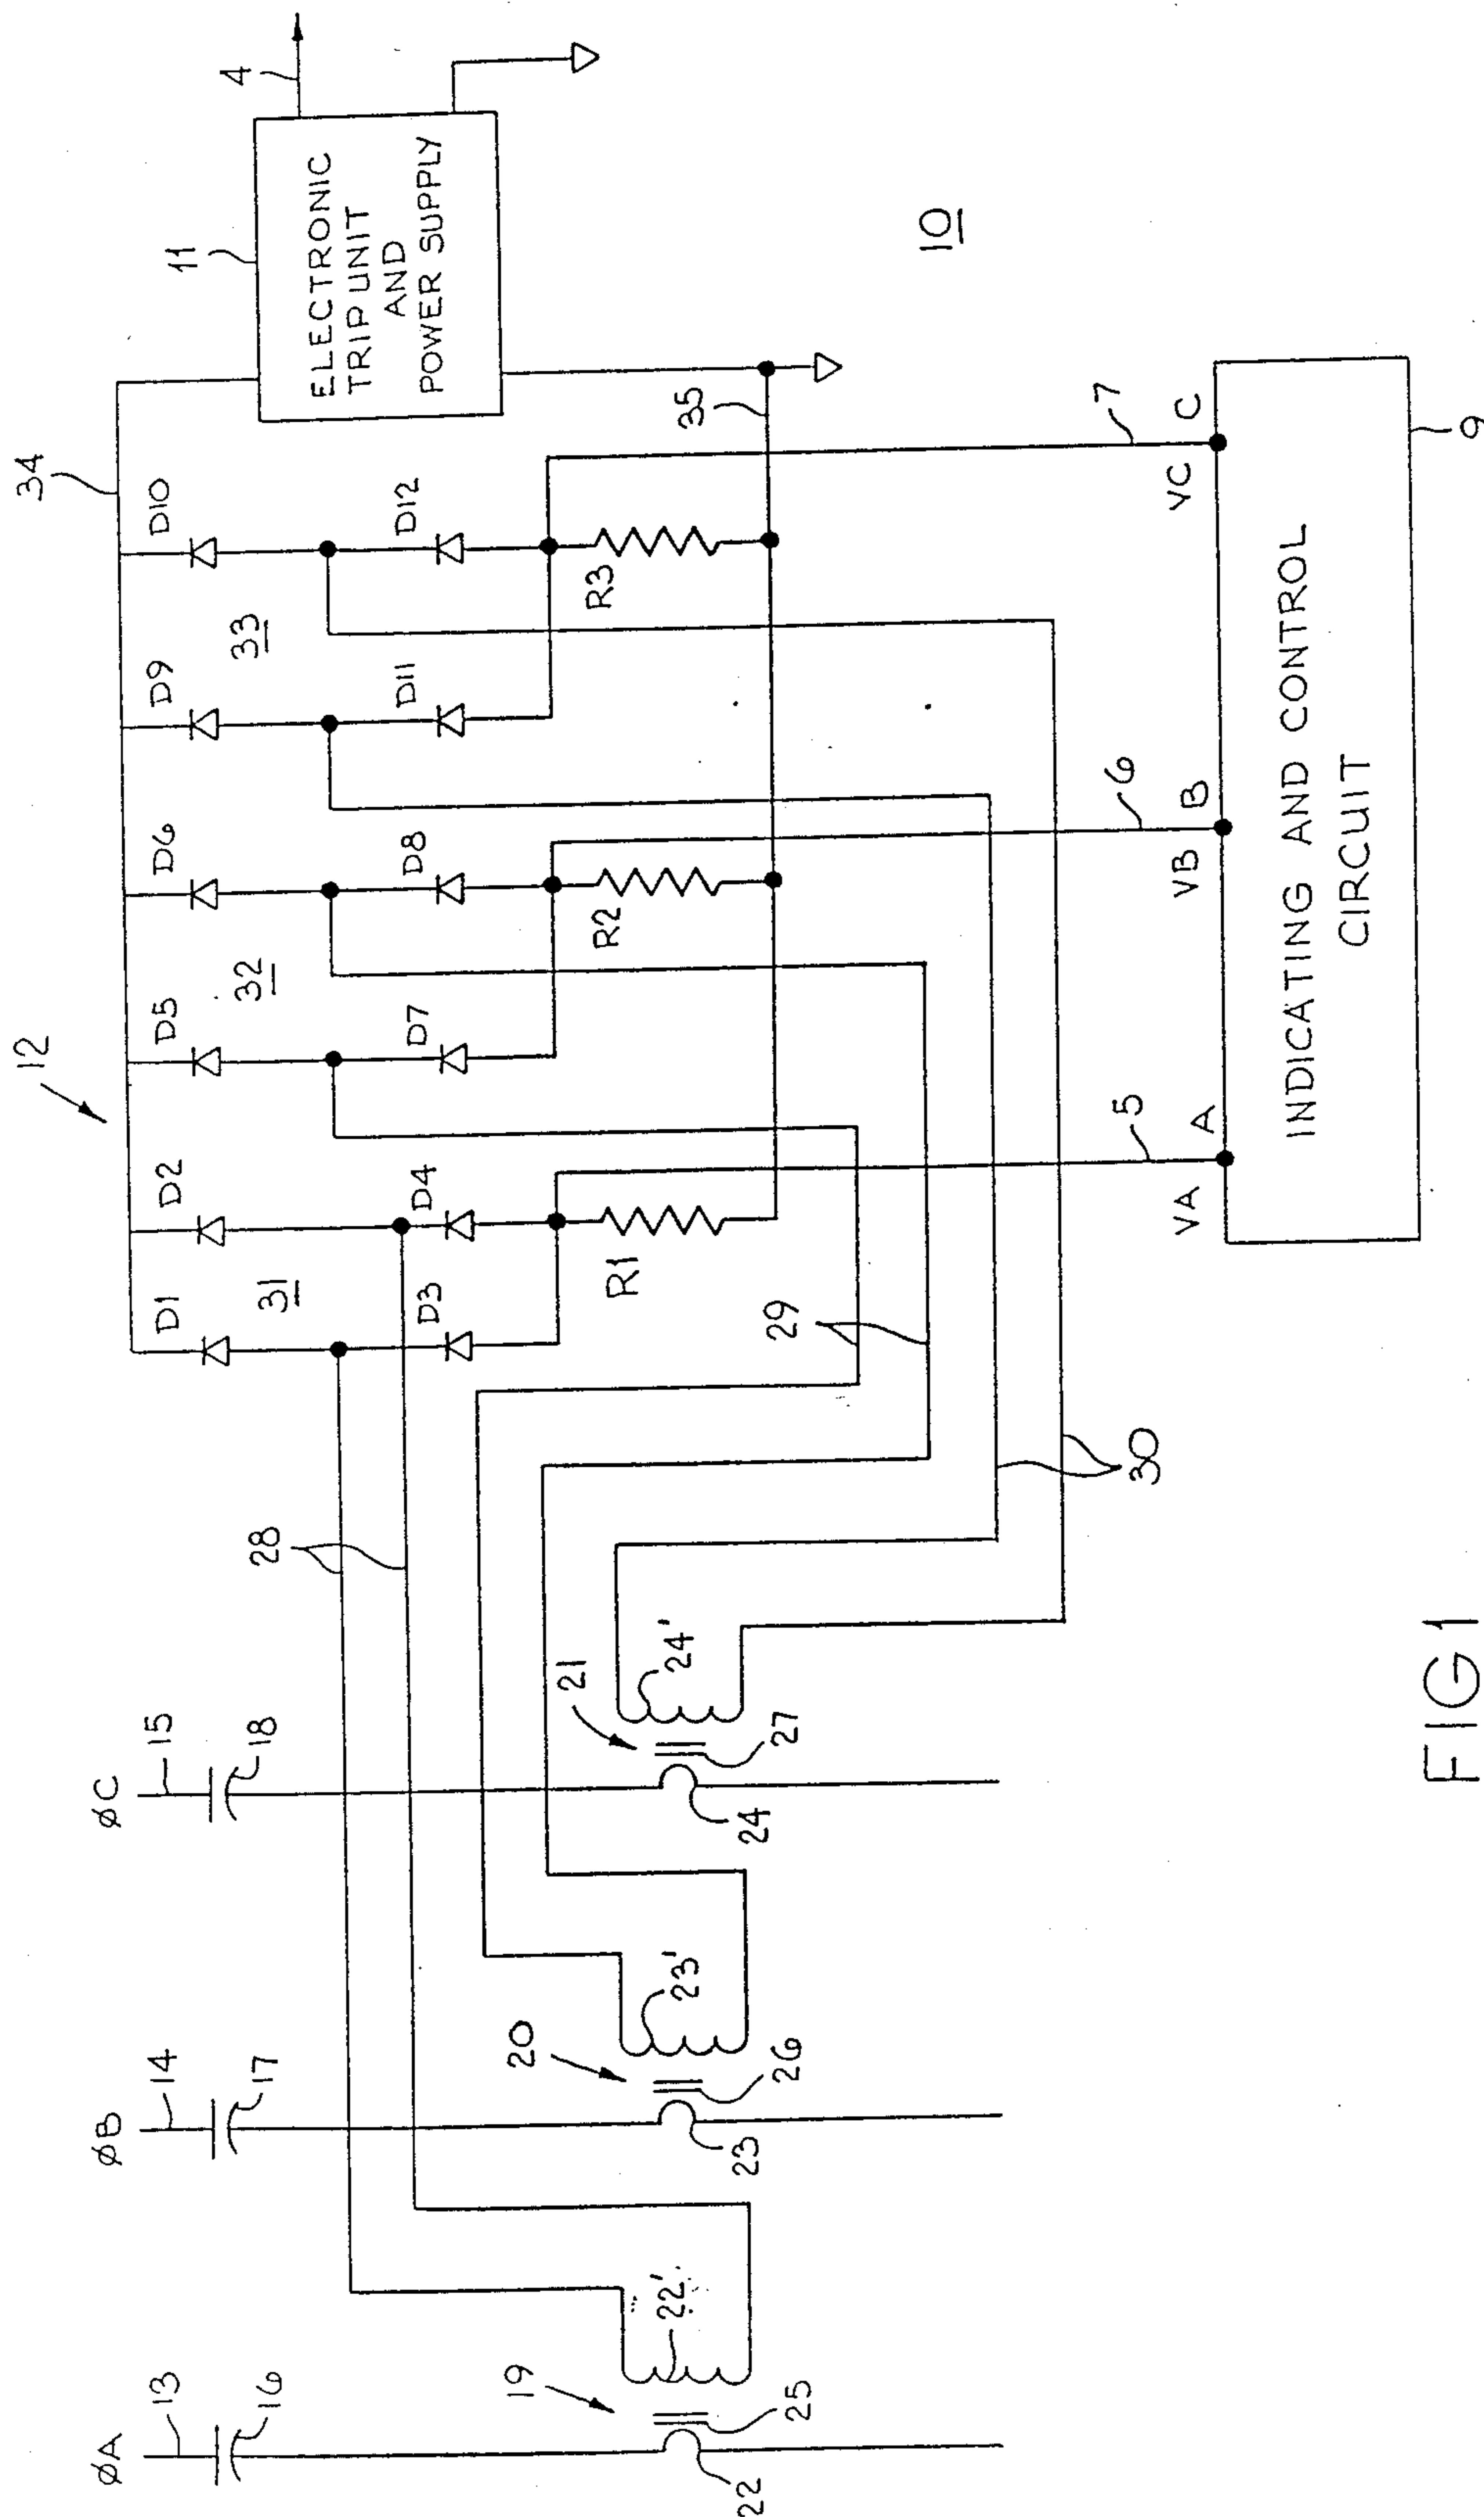 12
34
4
11
ELECTRONIC
TRIP UNIT
AND
POWER SUPPLY
D1
D2
D5
D6
D9
D10
31
32
33
D3
D4
D7
D8
D11
D12
R1
R2
R3
35
10
ØA
ØB
ØC
13
14
15
16
17
18
28
19
20
21
22'
23'
24'
22
23
24
25
26
27
29
30
5
6
7
VA
A
VB
B
VC
C
INDICATING AND CONTROL
CIRCUIT
9
FIG 1